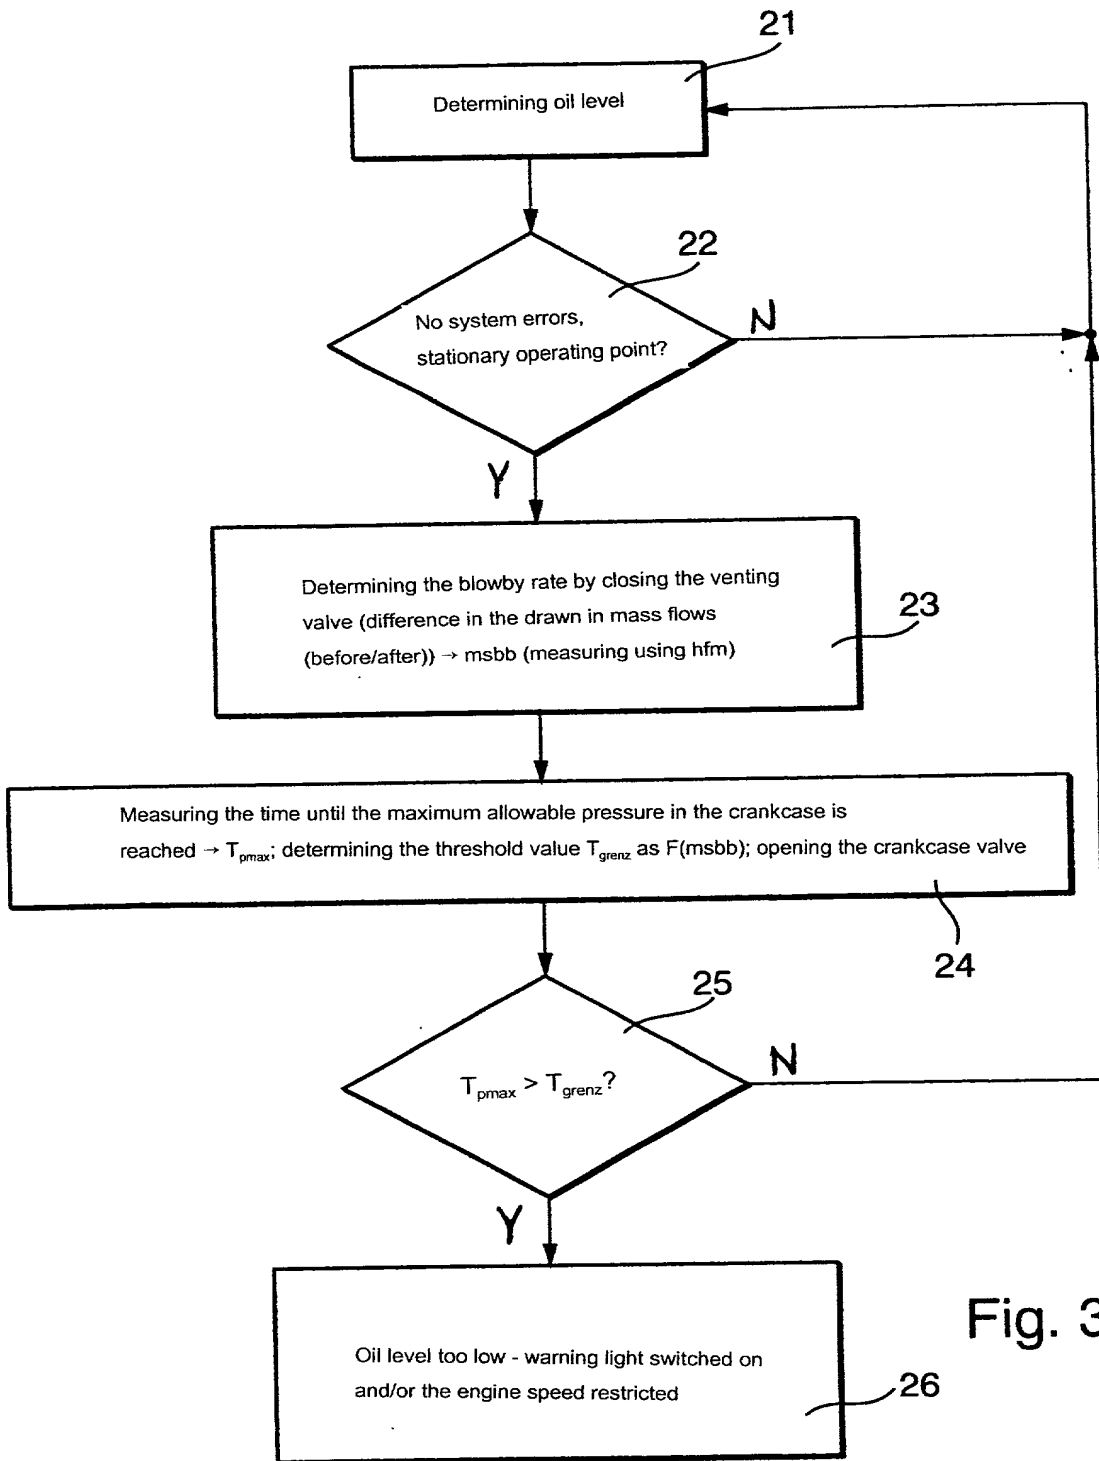 21
Determining oil level
22
No system errors,
stationary operating point?
N
Y
Determining the blowby rate by closing the venting
valve (difference in the drawn in mass flows
(before/after)) → msbb (measuring using hfm)
23
Measuring the time until the maximum allowable pressure in the crankcase is
reached → Tpmax; determining the threshold value Tgrenz as F(msbb); opening the crankcase valve
24
25
Tpmax > Tgrenz?
N
Y
Oil level too low - warning light switched on
and/or the engine speed restricted
26
Fig. 3